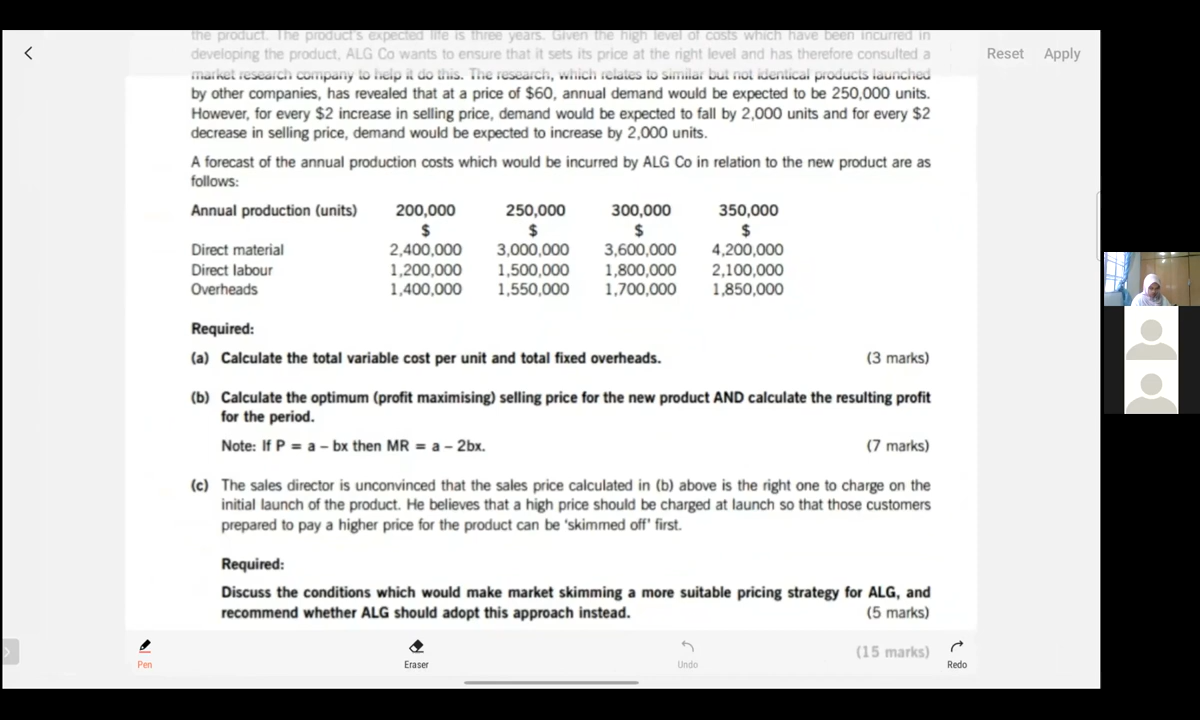 the product. The product's expected life is three years. Given the high level of costs which have been incurred in
Reset Apply
developing the product, ALG Co wants to ensure that it sets its price at the right level and has therefore consulted a
market research company to help it do this. The research, which relates to similar but not identical products launched
by other companies, has revealed that at a price of $60, annual demand would be expected to be 250,000 units.
However, for every $2 increase in selling price, demand would be expected to fall by 2,000 units and for every $2
decrease in selling price, demand would be expected to increase by 2,000 units.
A forecast of the annual production costs which would be incurred by ALG Co in relation to the new product are as
follows:
Annual production (units) 200,000 250,000 300,000 350,000
$ $ $ $
Direct material 2,400,000 3,000,000 3,600,000 4,200,000
Direct labour 1,200,000 1,500,000 1,800,000 2,100,000
Overheads 1,400,000 1,550,000 1,700,000 1,850,000
Required:
(a) Calculate the total variable cost per unit and total fixed overheads. (3 marks)
(b) Calculate the optimum (profit maximising) selling price for the new product AND calculate the resulting profit
for the period.
Note: If P = a – bx then MR = a – 2bx. (7 marks)
(c) The sales director is unconvinced that the sales price calculated in (b) above is the right one to charge on the
initial launch of the product. He believes that a high price should be charged at launch so that those customers
prepared to pay a higher price for the product can be 'skimmed off' first.
Required:
Discuss the conditions which would make market skimming a more suitable pricing strategy for ALG, and
recommend whether ALG should adopt this approach instead. (5 marks)
(15 marks)
Pen Eraser Undo Redo